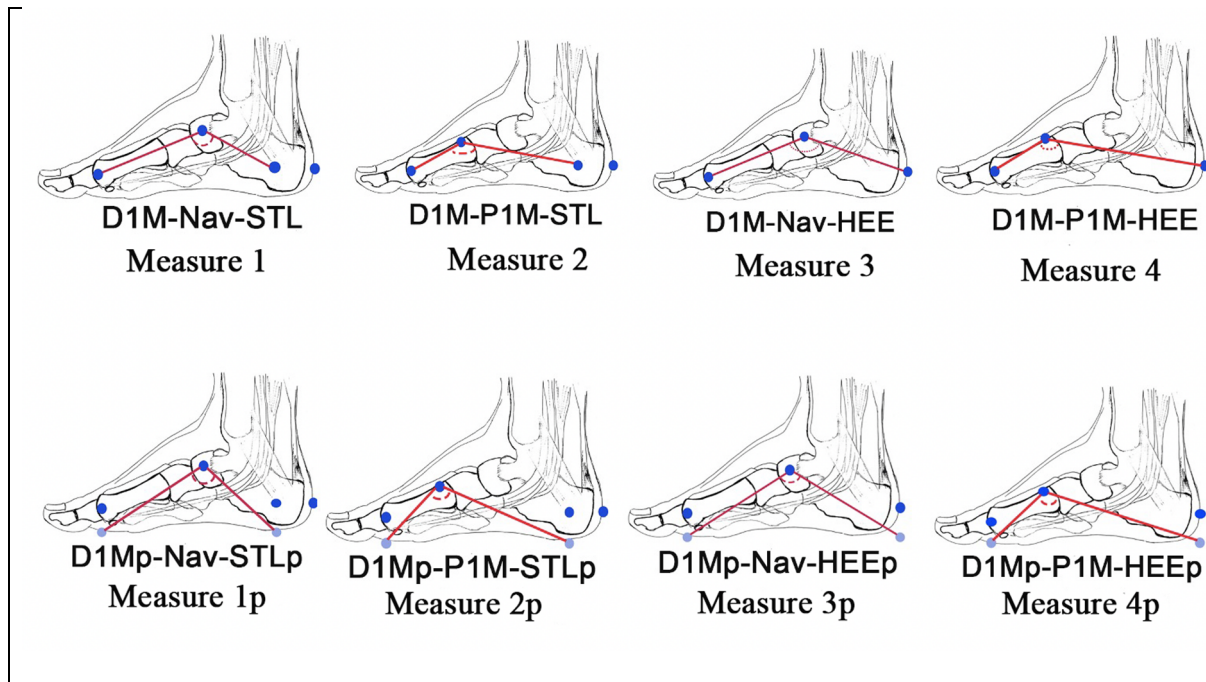 D1M-Nav-STL
Measure 1
D1M-P1M-STL
Measure 2
D1M-Nav-HEE
Measure 3
D1M-P1M-HEE
Measure 4
D1Mp-Nav-STLp
Measure 1p
D1Mp-P1M-STLp
Measure 2p
D1Mp-Nav-HEEp
Measure 3p
D1Mp-P1M-HEEp
Measure 4p